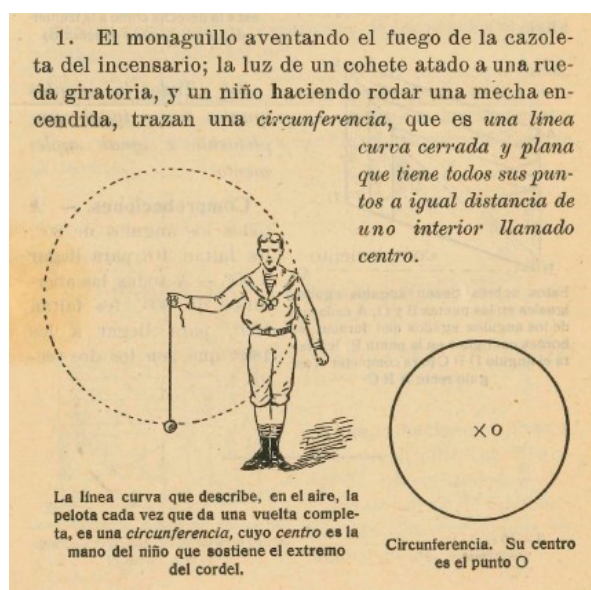 1. El monaguillo aventando el fuego de la cazole-
ta del incensario; la luz de un cohete atado a una rue-
da giratoria, y un niño haciendo rodar una mecha en-
cendida, trazan una circunferencia, que es una línea
curva cerrada y plana
que tiene todos sus pun-
tos a igual distancia de
uno interior llamado
centro.
×o
La línea curva que describe, en el aire, la
pelota cada vez que da una vuelta comple-
ta, es una circunferencia, cuyo centro es la
mano del niño que sostiene el extremo
del cordel.
Circunferencia. Su centro
es el punto O